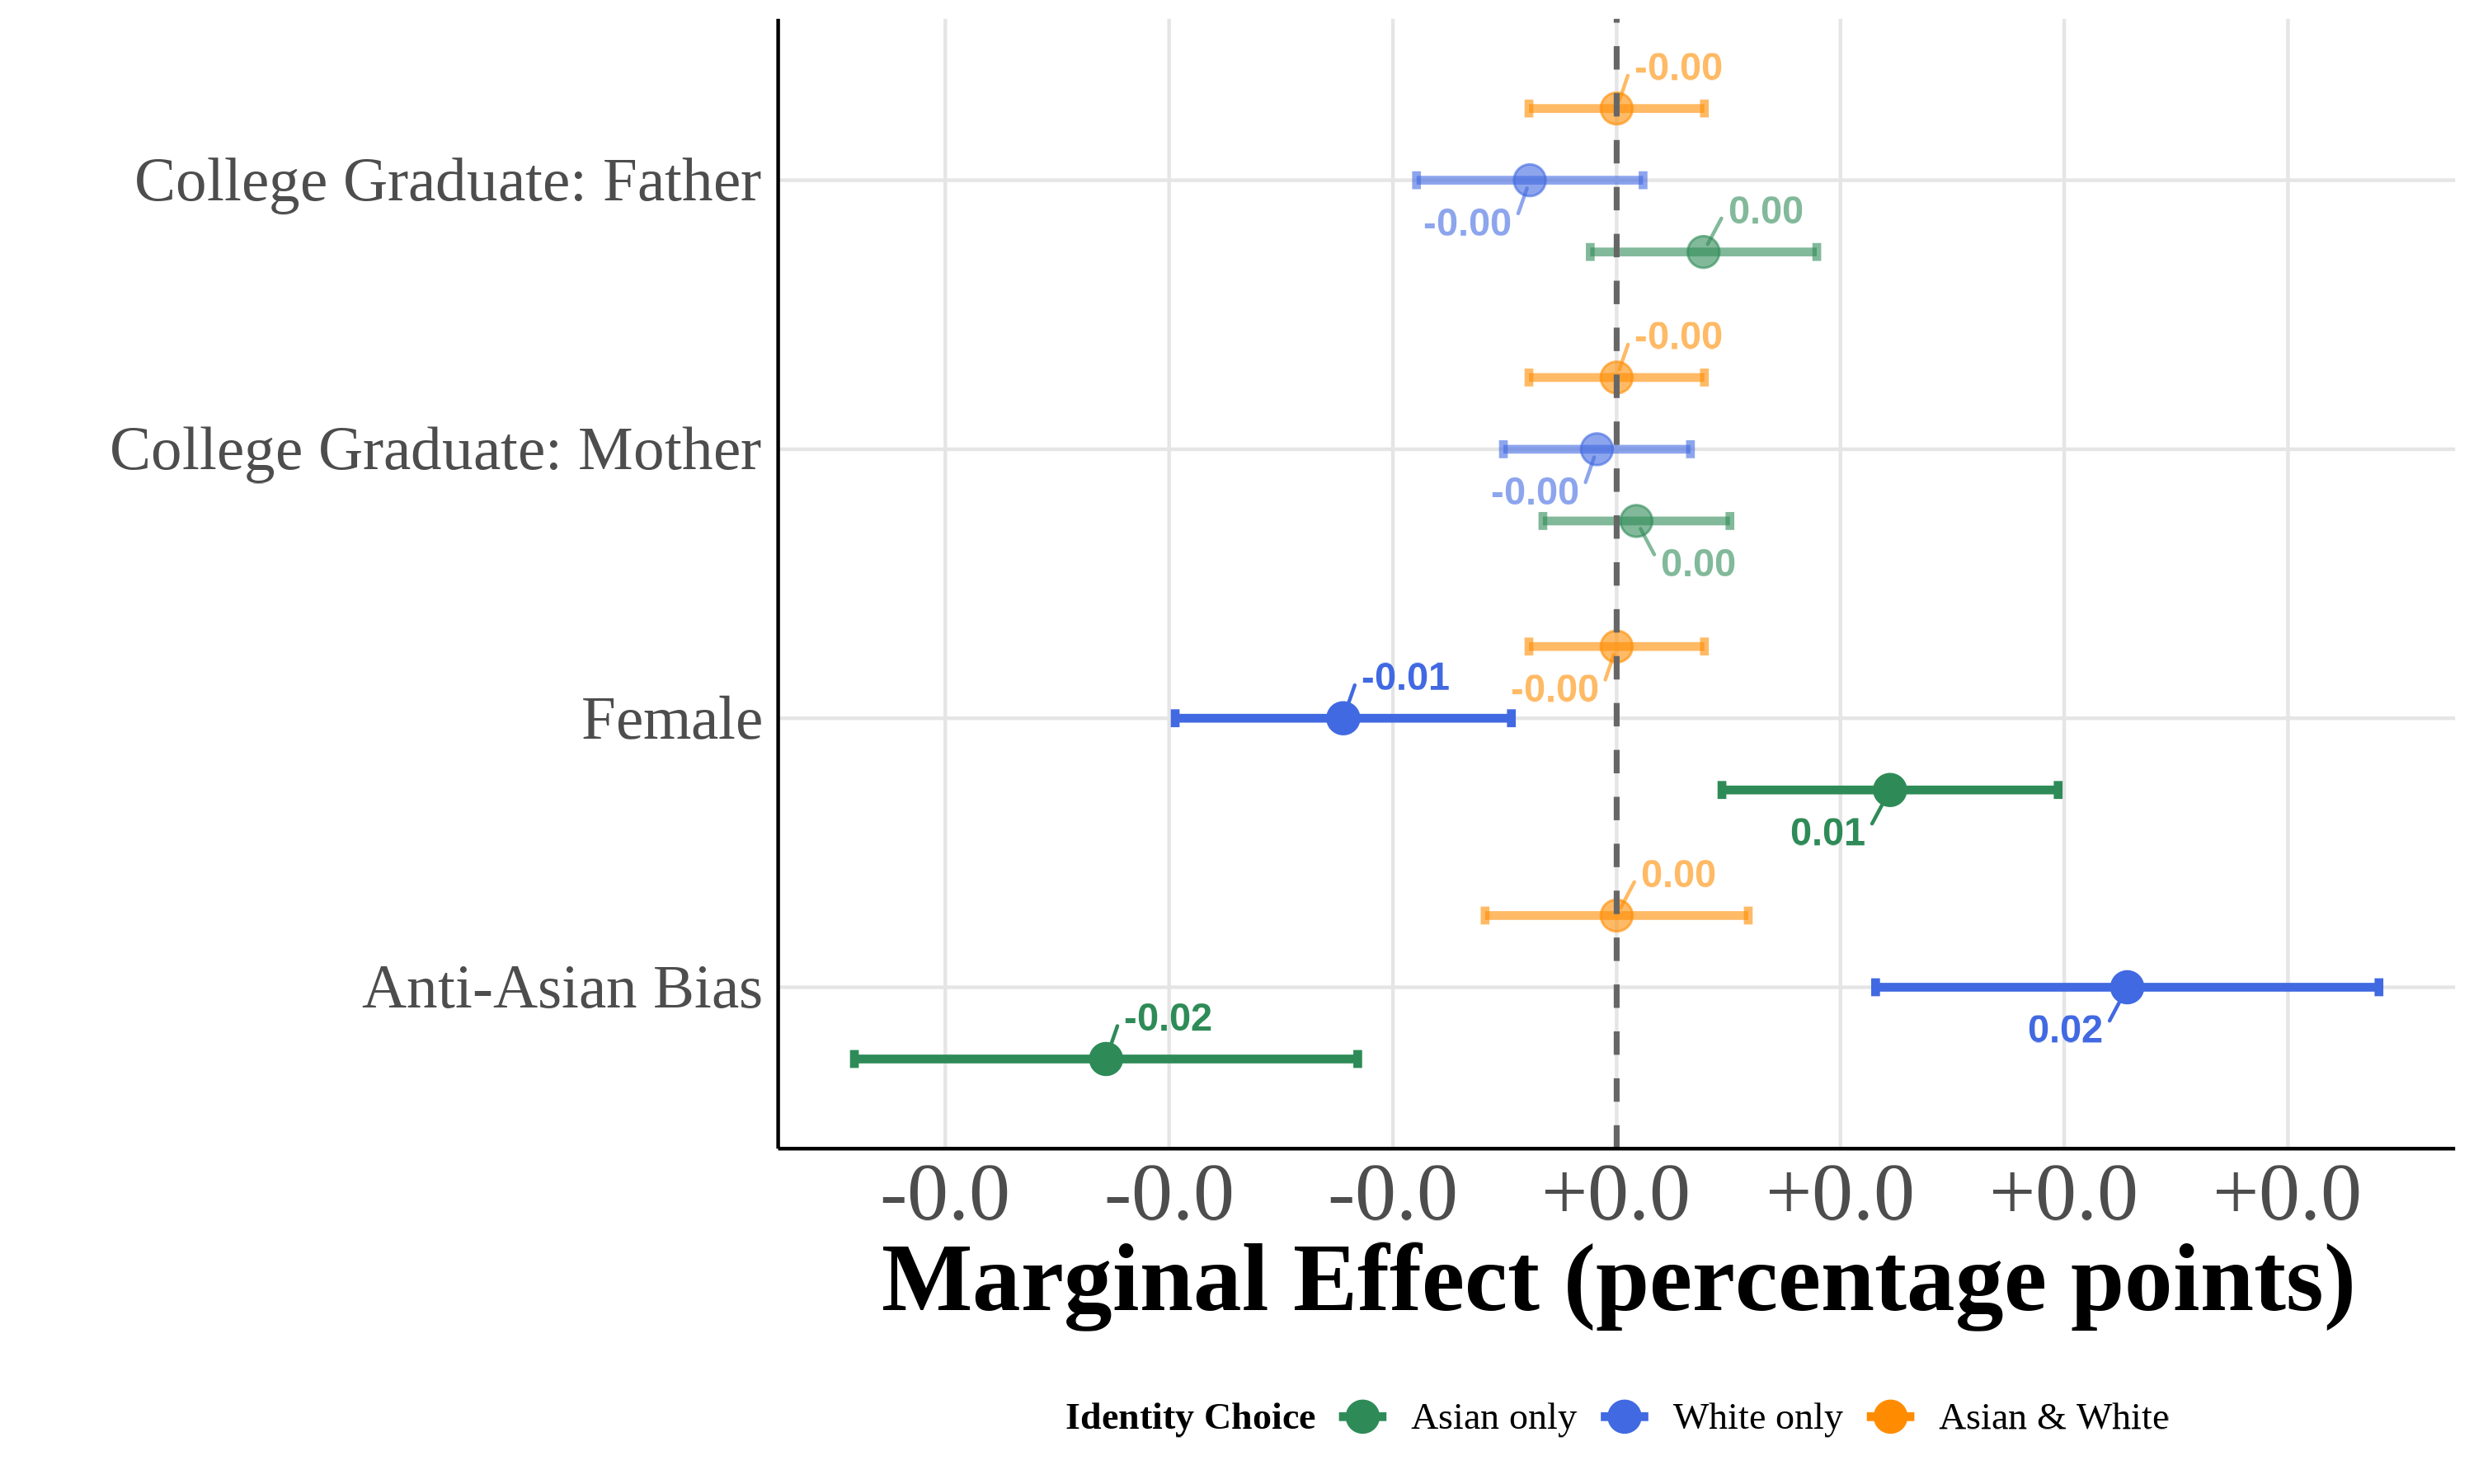 -0.00
College Graduate: Father
-0.00
0.00
-0.00
College Graduate: Mother
-0.00
0.00
-0.01
-0.00
Female
0.01
0.00
Anti-Asian Bias
-0.02
0.02
-0.0 -0.0 -0.0 +0.0 +0.0 +0.0 +0.0
Marginal Effect (percentage points)
Identity Choice Asian only White only Asian & White